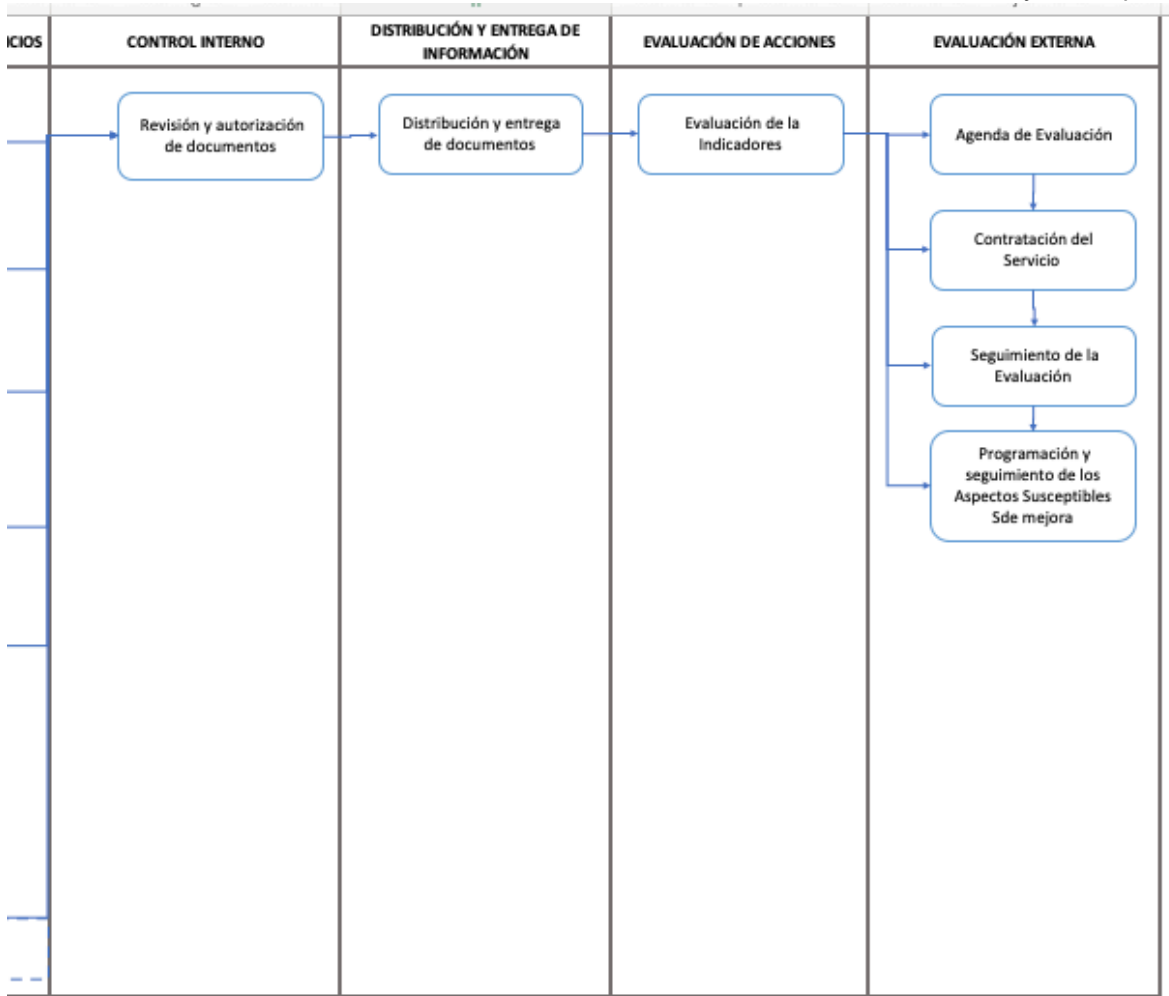 ICIOS
CONTROL INTERNO
DISTRIBUCIÓN Y ENTREGA DE
INFORMACIÓN
EVALUACIÓN DE ACCIONES
EVALUACIÓN EXTERNA
Revisión y autorización
de documentos
Distribución y entrega
de documentos
Evaluación de la
Indicadores
Agenda de Evaluación
Contratación del
Servicio
Seguimiento de la
Evaluación
Programación y
seguimiento de los
Aspectos Susceptibles
Sde mejora